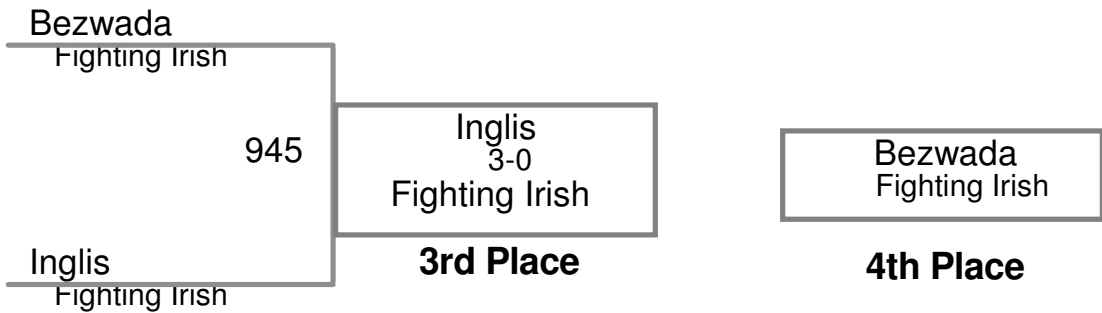 Bezwada
Fighting Irish
945
Inglis
3-0
Fighting Irish
3rd Place
Bezwada
Fighting Irish
4th Place
Inglis
Fighting Irish